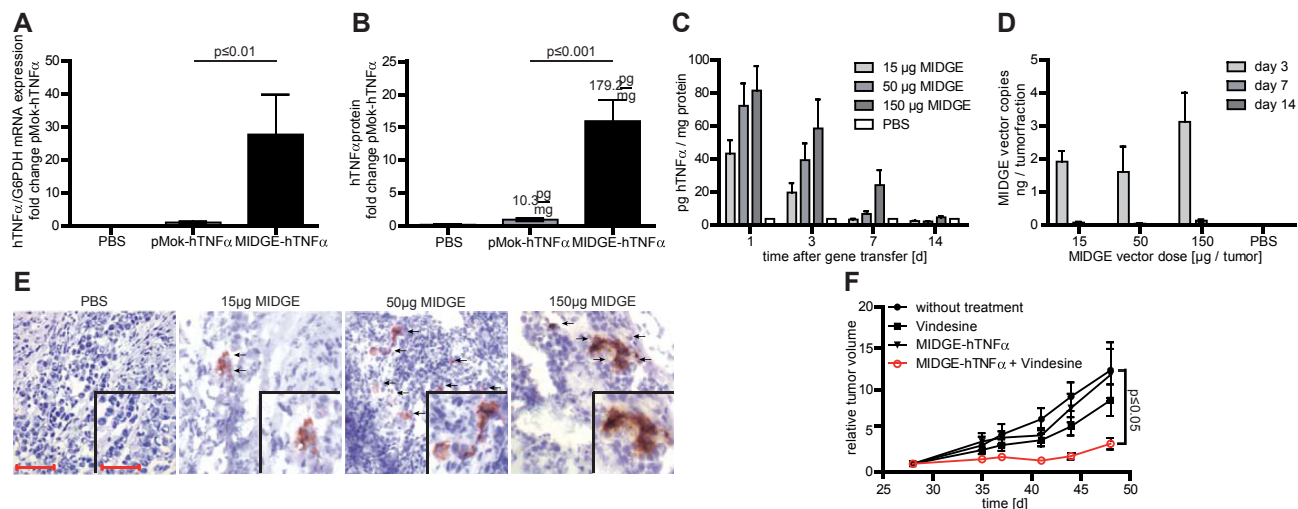 A
hTNFα/G6PDH mRNA expression
fold change pMok-hTNFα
50
40
30
20
10
0
p≤0.01
PBS
pMok-hTNFα
MIDGE-hTNFα
B
hTNFα protein
fold change pMok-hTNFα
25
20
15
10
5
0
p≤0.001
179.2 pg
mg
10.3 pg
mg
PBS
pMok-hTNFα
MIDGE-hTNFα
C
pg hTNFα / mg protein
100
80
60
40
20
0
15 µg MIDGE
50 µg MIDGE
150 µg MIDGE
PBS
1
3
7
14
time after gene transfer [d]
D
MIDGE vector copies
ng / tumorfraction
5
4
3
2
1
0
day 3
day 7
day 14
15
50
150
PBS
MIDGE vector dose [µg / tumor]
E
PBS
15µg MIDGE
50µg MIDGE
150µg MIDGE
F
relative tumor volume
20
15
10
5
0
without treatment
Vindesine
MIDGE-hTNFα
MIDGE-hTNFα + Vindesine
p≤0.05
25
30
35
40
45
50
time [d]